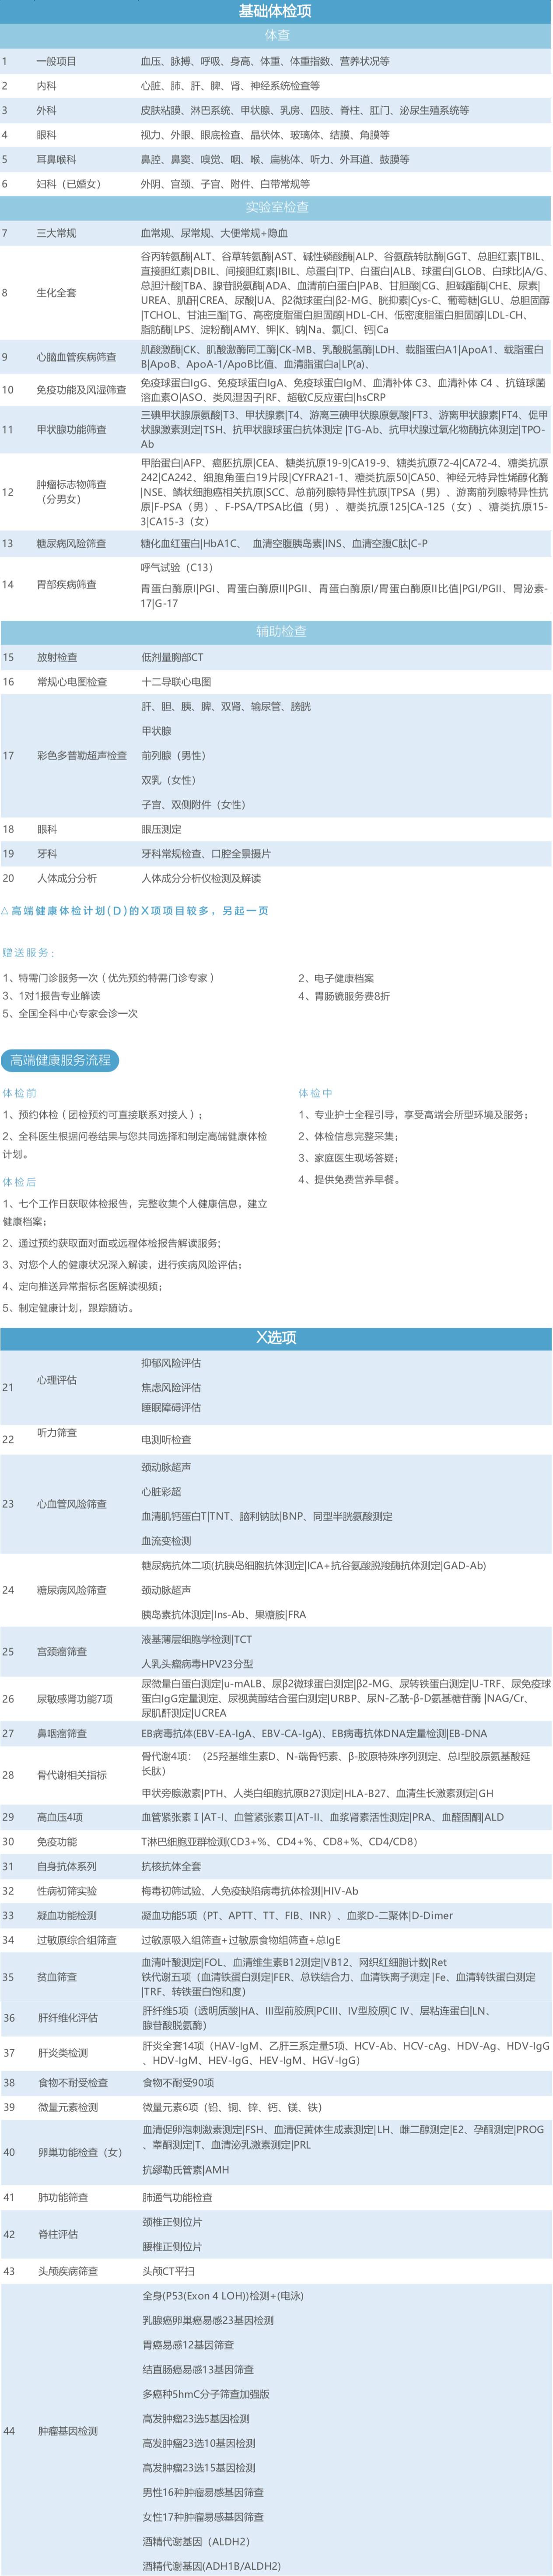 基础体检项
体查
1 一般项目 血压、脉搏、呼吸、身高、体重、体重指数、营养状况等
2 内科 心脏、肺、肝、脾、肾、神经系统检查等
3 外科 皮肤粘膜、淋巴系统、甲状腺、乳房、四肢、脊柱、肛门、泌尿生殖系统等
4 眼科 视力、外眼、眼底检查、晶状体、玻璃体、结膜、角膜等
5 耳鼻喉科 鼻腔、鼻窦、嗅觉、咽、喉、扁桃体、听力、外耳道、鼓膜等
6 妇科（已婚女） 外阴、宫颈、子宫、附件、白带常规等
实验室检查
7 三大常规 血常规、尿常规、大便常规+隐血
8 生化全套 谷丙转氨酶|ALT、谷草转氨酶|AST、碱性磷酸酶|ALP、谷氨酰转肽酶|GGT、总胆红素|TBIL、
直接胆红素|DBIL、间接胆红素|IBIL、总蛋白|TP、白蛋白|ALB、球蛋白|GLOB、白球比|A/G、
总胆汁酸|TBA、腺苷脱氨酶|ADA、血清前白蛋白|PAB、甘胆酸|CG、胆碱酯酶|CHE、尿素|
UREA、肌酐|CREA、尿酸|UA、β2微球蛋白|β2-MG、胱抑素|Cys-C、葡萄糖|GLU、总胆固醇
|TCHOL、甘油三酯|TG、高密度脂蛋白胆固醇|HDL-CH、低密度脂蛋白胆固醇|LDL-CH、
脂肪酶|LPS、淀粉酶|AMY、钾|K、钠|Na、氯|Cl、钙|Ca
9 心脑血管疾病筛查 肌酸激酶|CK、肌酸激酶同工酶|CK-MB、乳酸脱氢酶|LDH、载脂蛋白A1|ApoA1、载脂蛋白
B|ApoB、ApoA-1/ApoB比值、血清脂蛋白a|LP(a)、
10 免疫功能及风湿筛查 免疫球蛋白IgG、免疫球蛋白IgA、免疫球蛋白IgM、血清补体 C3、血清补体 C4 、抗链球菌
溶血素O|ASO、类风湿因子|RF、超敏C反应蛋白|hsCRP
11 甲状腺功能筛查 三碘甲状腺原氨酸|T3、甲状腺素|T4、游离三碘甲状腺原氨酸|FT3、游离甲状腺素|FT4、促甲
状腺激素测定|TSH、抗甲状腺球蛋白抗体测定 |TG-Ab、抗甲状腺过氧化物酶抗体测定|TPO-
Ab
12 肿瘤标志物筛查
（分男女） 甲胎蛋白|AFP、癌胚抗原|CEA、糖类抗原19-9|CA19-9、糖类抗原72-4|CA72-4、糖类抗原
242|CA242、细胞角蛋白19片段|CYFRA21-1、糖类抗原50|CA50、神经元特异性烯醇化酶
|NSE、鳞状细胞癌相关抗原|SCC、总前列腺特异性抗原|TPSA（男）、游离前列腺特异性抗
原|F-PSA（男）、F-PSA/TPSA比值（男）、糖类抗原125|CA-125（女）、糖类抗原15-
3|CA15-3（女）
13 糖尿病风险筛查 糖化血红蛋白|HbA1C、 血清空腹胰岛素|INS、血清空腹C肽|C-P
14 胃部疾病筛查 呼气试验（C13）
胃蛋白酶原I|PGI、胃蛋白酶原II|PGII、胃蛋白酶原I/胃蛋白酶原II比值|PGI/PGII、胃泌素-
17|G-17
辅助检查
15 放射检查 低剂量胸部CT
16 常规心电图检查 十二导联心电图
17 彩色多普勒超声检查 肝、胆、胰、脾、双肾、输尿管、膀胱
甲状腺
前列腺（男性）
双乳（女性）
子宫、双侧附件（女性）
18 眼科 眼压测定
19 牙科 牙科常规检查、口腔全景摄片
20 人体成分分析 人体成分分析仪检测及解读
△高端健康体检计划(D)的X项项目较多，另起一页
赠送服务：
1、特需门诊服务一次（优先预约特需门诊专家） 2、电子健康档案
3、1对1报告专业解读 4、胃肠镜服务费8折
5、全国全科中心专家会诊一次
高端健康服务流程
体检前
1、预约体检（团检预约可直接联系对接人）；
2、全科医生根据问卷结果与您共同选择和制定高端健康体检
计划。
体检中
1、专业护士全程引导，享受高端会所型环境及服务；
2、体检信息完整采集；
3、家庭医生现场答疑；
4、提供免费营养早餐。
体检后
1、七个工作日获取体检报告，完整收集个人健康信息，建立
健康档案；
2、通过预约获取面对面或远程体检报告解读服务;
3、对您个人的健康状况深入解读，进行疾病风险评估；
4、定向推送异常指标名医解读视频；
5、制定健康计划，跟踪随访。
X选项
21 心理评估 抑郁风险评估
焦虑风险评估
睡眠障碍评估
22 听力筛查 电测听检查
23 心血管风险筛查 颈动脉超声
心脏彩超
血清肌钙蛋白T|TNT、脑利钠肽|BNP、同型半胱氨酸测定
血流变检测
24 糖尿病风险筛查 糖尿病抗体二项(抗胰岛细胞抗体测定|ICA+抗谷氨酸脱羧酶抗体测定|GAD-Ab)
颈动脉超声
胰岛素抗体测定|Ins-Ab、果糖胺|FRA
25 宫颈癌筛查 液基薄层细胞学检测|TCT
人乳头瘤病毒HPV23分型
26 尿敏感肾功能7项 尿微量白蛋白测定|u-mALB、尿β2微球蛋白测定|β2-MG、尿转铁蛋白测定|U-TRF、尿免疫球
蛋白IgG定量测定、尿视黄醇结合蛋白测定|URBP、尿N-乙酰-β-D氨基糖苷酶 |NAG/Cr、
尿肌酐测定|UCREA
27 鼻咽癌筛查 EB病毒抗体(EBV-EA-IgA、EBV-CA-IgA)、EB病毒抗体DNA定量检测|EB-DNA
28 骨代谢相关指标 骨代谢4项：（25羟基维生素D、N-端骨钙素、β-胶原特殊序列测定、总I型胶原氨基酸延
长肽）
甲状旁腺激素|PTH、人类白细胞抗原B27测定|HLA-B27、血清生长激素测定|GH
29 高血压4项 血管紧张素Ⅰ|AT-I、血管紧张素Ⅱ|AT-II、血浆肾素活性测定|PRA、血醛固酮|ALD
30 免疫功能 T淋巴细胞亚群检测(CD3+%、CD4+%、CD8+%、CD4/CD8）
31 自身抗体系列 抗核抗体全套
32 性病初筛实验 梅毒初筛试验、人免疫缺陷病毒抗体检测|HIV-Ab
33 凝血功能检测 凝血功能5项（PT、APTT、TT、FIB、INR）、血浆D-二聚体|D-Dimer
34 过敏原综合组筛查 过敏原吸入组筛查+过敏原食物组筛查+总IgE
35 贫血筛查 血清叶酸测定|FOL、血清维生素B12测定|VB12、网织红细胞计数|Ret
铁代谢五项（血清铁蛋白测定|FER、总铁结合力、血清铁离子测定 |Fe、血清转铁蛋白测定
|TRF、转铁蛋白饱和度）
36 肝纤维化评估 肝纤维5项（透明质酸|HA、III型前胶原|PCIII、IV型胶原|C IV、层粘连蛋白|LN、
腺苷酸脱氨酶）
37 肝炎类检测 肝炎全套14项（HAV-IgM、乙肝三系定量5项、HCV-Ab、HCV-cAg、HDV-Ag、HDV-IgG
、HDV-IgM、HEV-IgG、HEV-IgM、HGV-IgG）
38 食物不耐受检查 食物不耐受90项
39 微量元素检测 微量元素6项（铅、铜、锌、钙、镁、铁）
40 卵巢功能检查（女） 血清促卵泡刺激素测定|FSH、血清促黄体生成素测定|LH、雌二醇测定|E2、孕酮测定|PROG
、睾酮测定|T、血清泌乳激素测定|PRL
抗繆勒氏管素|AMH
41 肺功能筛查 肺通气功能检查
42 脊柱评估 颈椎正侧位片
腰椎正侧位片
43 头颅疾病筛查 头颅CT平扫
44 肿瘤基因检测 全身(P53(Exon 4 LOH))检测+(电泳)
乳腺癌卵巢癌易感23基因检测
胃癌易感12基因筛查
结直肠癌易感13基因筛查
多癌种5hmC分子筛查加强版
高发肿瘤23选5基因检测
高发肿瘤23选10基因检测
高发肿瘤23选15基因检测
男性16种肿瘤易感基因筛查
女性17种肿瘤易感基因筛查
酒精代谢基因（ALDH2）
酒精代谢基因(ADH1B/ALDH2)